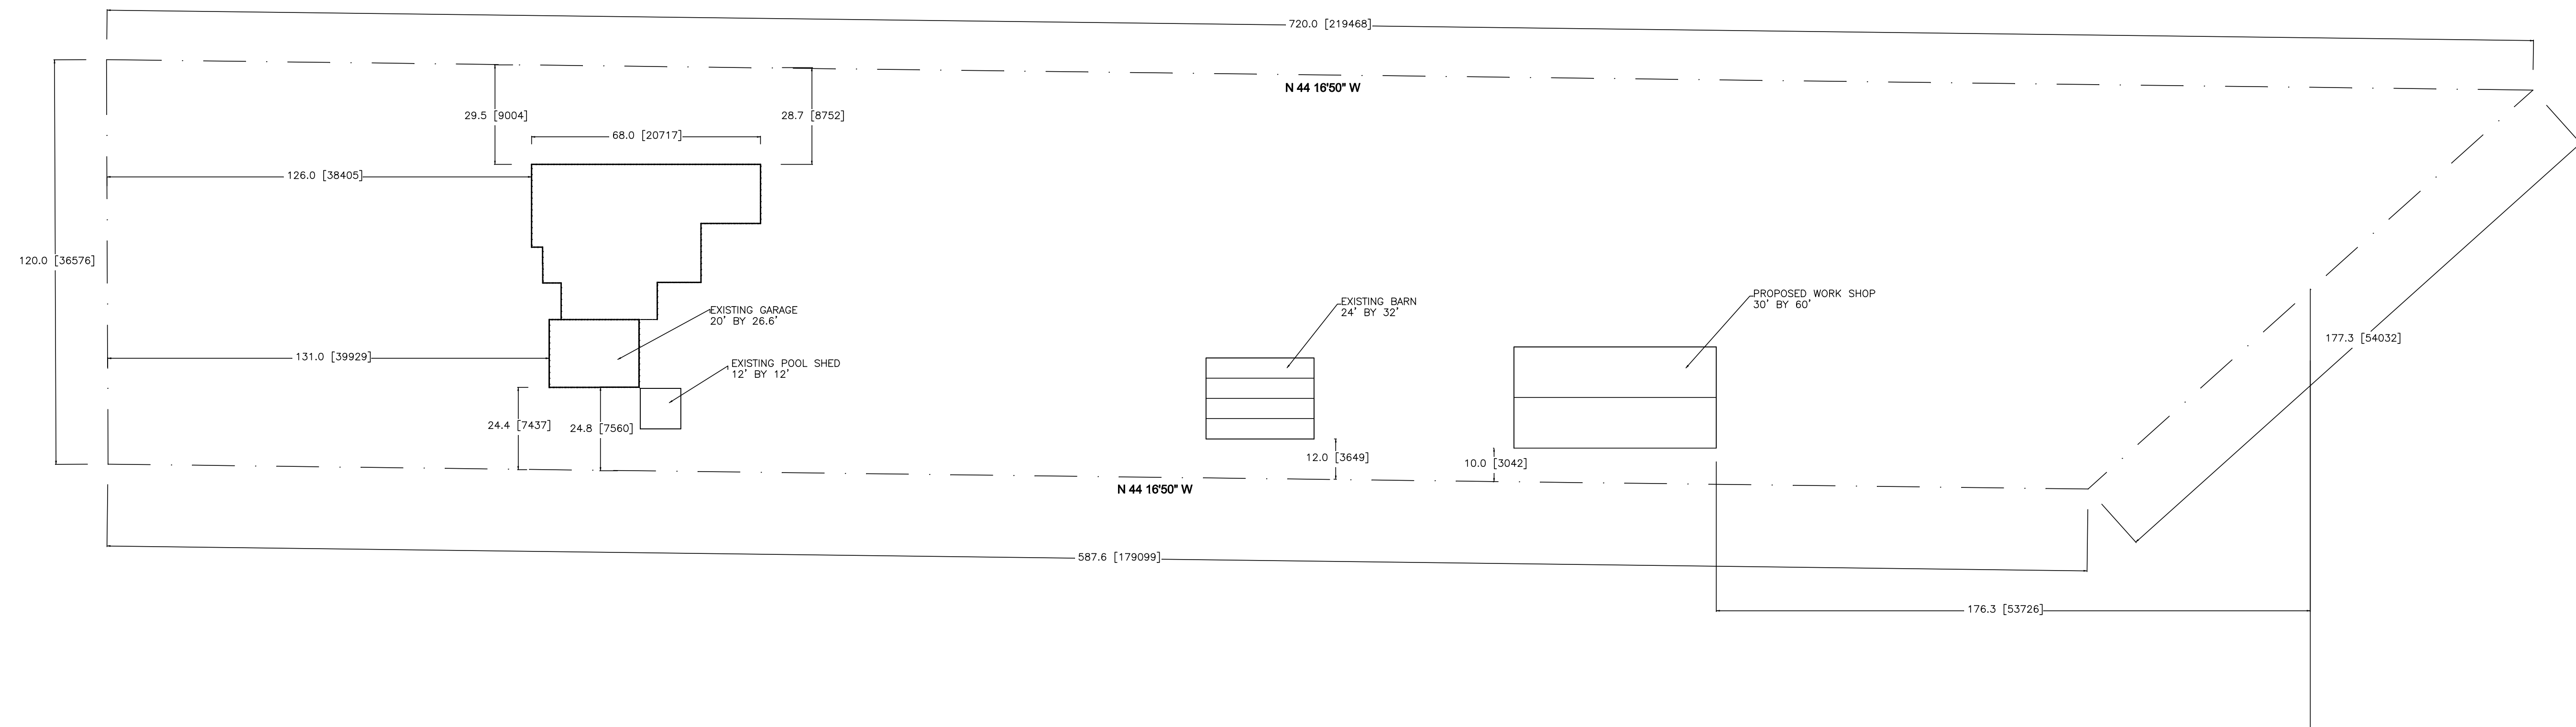 720.0 [219468]
N 44 16'50" W
29.5 [9004]
28.7 [8752]
68.0 [20717]
126.0 [38405]
120.0 [36576]
EXISTING GARAGE
20' BY 26.6'
EXISTING BARN
24' BY 32'
PROPOSED WORK SHOP
30' BY 60'
131.0 [39929]
EXISTING POOL SHED
12' BY 12'
177.3 [54032]
24.4 [7437]
24.8 [7560]
12.0 [3649]
10.0 [3042]
N 44 16'50" W
587.6 [179099]
176.3 [53726]